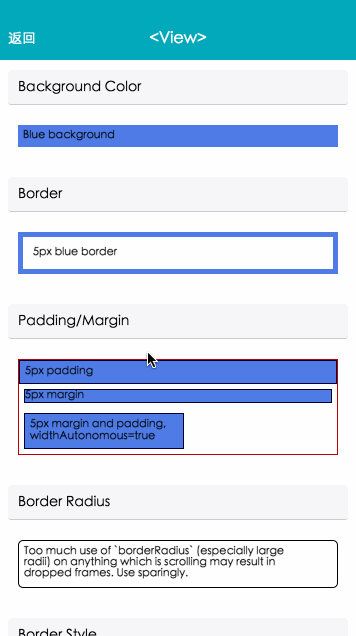 返回
<View>
Background Color
Blue background
Border
5px blue border
Padding/Margin
5px padding
5px margin
5px margin and padding,
widthAutonomous=true
Border Radius
Too much use of `borderRadius` (especially large
radii) on anything which is scrolling may result in
dropped frames. Use sparingly.
Border Style